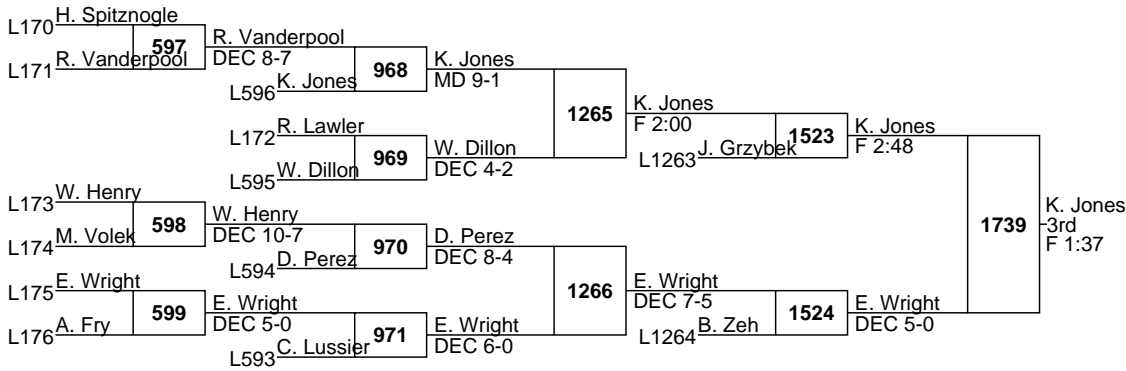 H. Spitznogle
L170
597
R. Vanderpool
L171
R. Vanderpool
DEC 8-7
968
K. Jones
L596
K. Jones
MD 9-1
1265
R. Lawler
L172
969
W. Dillon
L595
W. Dillon
DEC 4-2
K. Jones
F 2:00
1523
J. Grzybek
L1263
K. Jones
F 2:48
W. Henry
L173
598
M. Volek
L174
W. Henry
DEC 10-7
970
D. Perez
L594
D. Perez
DEC 8-4
1266
E. Wright
L175
599
A. Fry
L176
E. Wright
DEC 5-0
971
C. Lussier
L593
E. Wright
DEC 6-0
E. Wright
DEC 7-5
1524
B. Zeh
L1264
E. Wright
DEC 5-0
1739
K. Jones
3rd
F 1:37